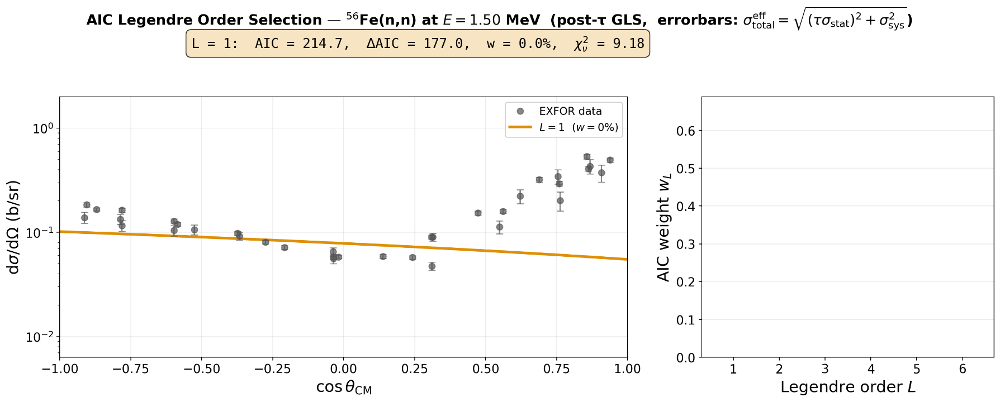 AIC Legendre Order Selection — ⁵⁶Fe(n,n) at E = 1.50 MeV (post-τ GLS, errorbars: σ_total^eff = √((τσ_stat)² + σ_sys²))
L = 1: AIC = 214.7, ΔAIC = 177.0, w = 0.0%, χ_ν² = 9.18
EXFOR data
L = 1 (w = 0%)
dσ/dΩ (b/sr)
10⁰
10⁻¹
10⁻²
−1.00 −0.75 −0.50 −0.25 0.00 0.25 0.50 0.75 1.00
cos θ_CM
AIC weight w_L
0.6
0.5
0.4
0.3
0.2
0.1
0.0
1 2 3 4 5 6
Legendre order L